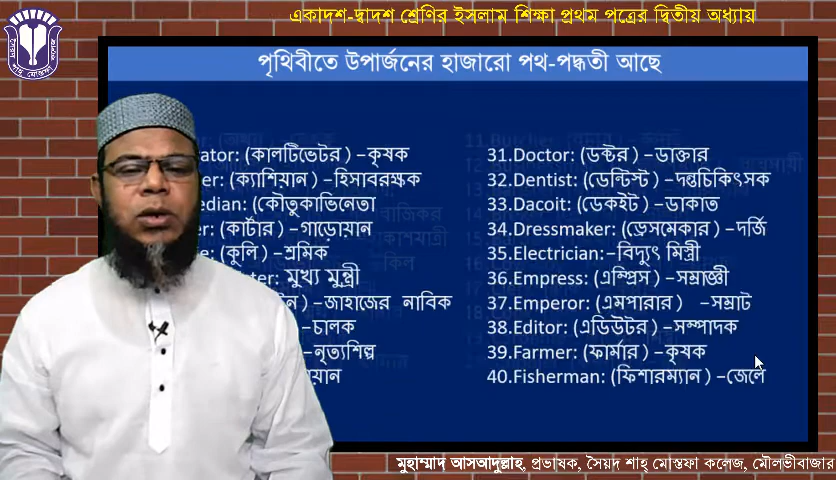 একাদশ-দ্বাদশ শ্রেণির ইসলাম শিক্ষা প্রথম পত্রের দ্বিতীয় অধ্যায়
পৃথিবীতে উপার্জনের হাজারো পথ-পদ্ধতী আছে
ator: (কালটিভেটর) –কৃষক
er: (ক্যাশিয়ান) –হিসাবরক্ষক
edian: (কৌতুকাভিনেতা
er: (কার্টার) –গাড়োয়ান
e: (কুলি) –শ্রমিক
ter: মুখ্য মুন্ত্রী
–জাহাজের নাবিক
–চালক
–নৃত্যশিল্প
য়ান
31.Doctor: (ডক্টর) –ডাক্তার
32.Dentist: (ডেন্টিস্ট) –দন্তচিকিৎসক
33.Dacoit: (ডেকইট) –ডাকাত
34.Dressmaker: (ড্রেসমেকার) –দর্জি
35.Electrician:–বিদ্যুৎ মিস্ত্রী
36.Empress: (এম্প্রিস) –সম্রাজ্ঞী
37.Emperor: (এমপারার) –সম্রাট
38.Editor: (এডিউটর) –সম্পাদক
39.Farmer: (ফার্মার) –কৃষক
40.Fisherman: (ফিশারম্যান) –জেলে
মুহাম্মাদ আসআদুল্লাহ, প্রভাষক, সৈয়দ শাহ্ মোস্তফা কলেজ, মৌলভীবাজার